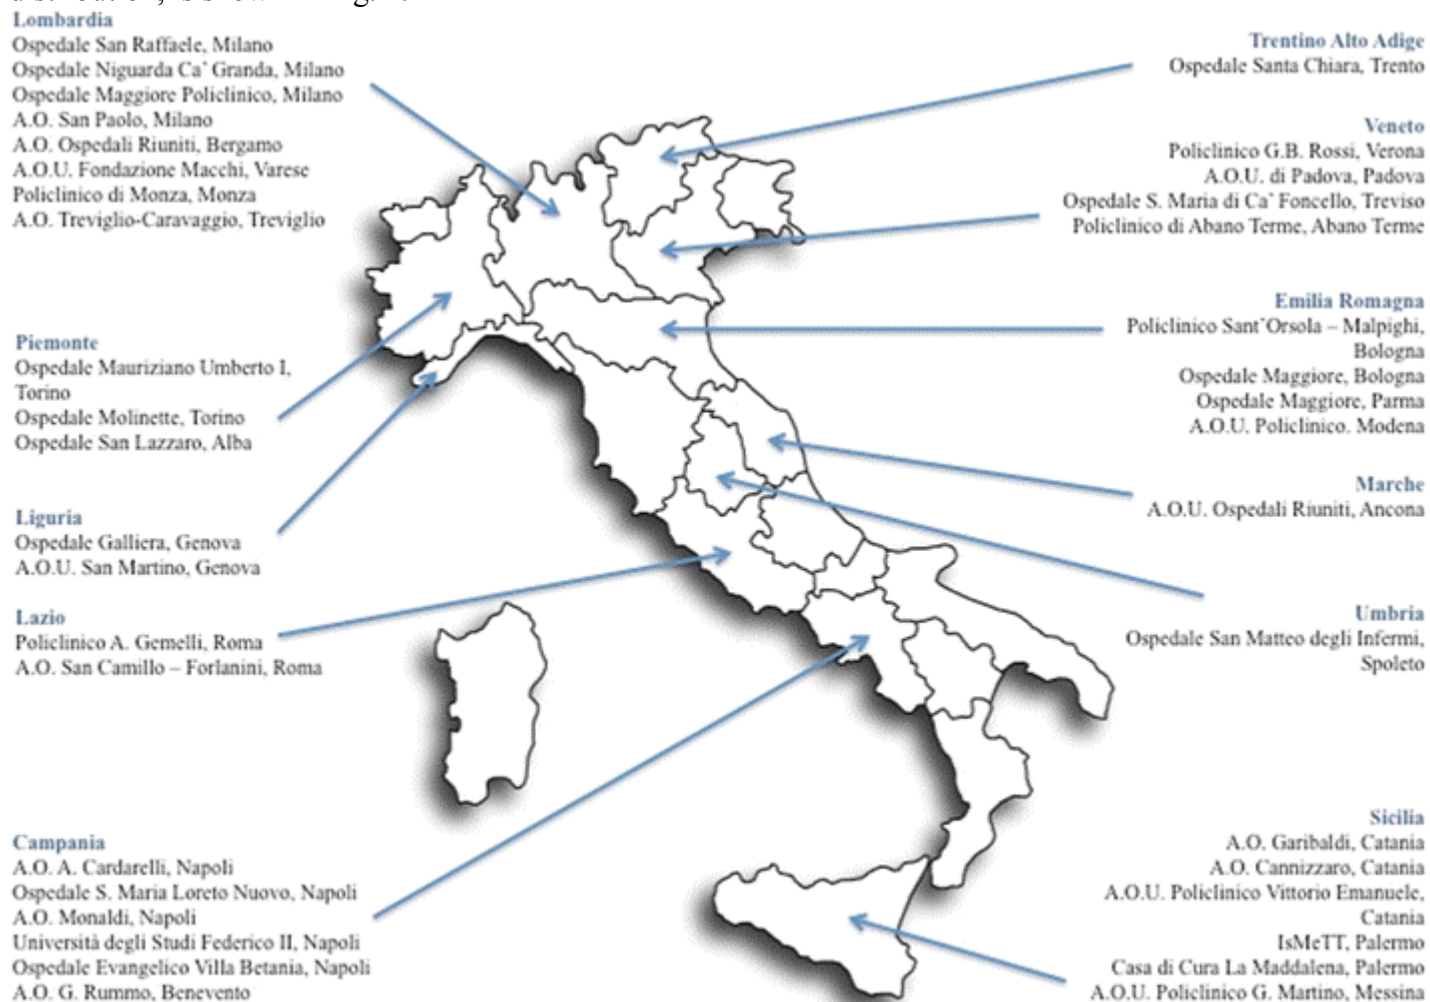 Lombardia
Ospedale San Raffaele, Milano
Ospedale Niguarda Ca' Granda, Milano
Ospedale Maggiore Policlinico, Milano
A.O. San Paolo, Milano
A.O. Ospedali Riuniti, Bergamo
A.O.U. Fondazione Macchi, Varese
Policlinico di Monza, Monza
A.O. Treviglio-Caravaggio, Treviglio
Piemonte
Ospedale Mauriziano Umberto I,
Torino
Ospedale Molinette, Torino
Ospedale San Lazzaro, Alba
Liguria
Ospedale Galliera, Genova
A.O.U. San Martino, Genova
Lazio
Policlinico A. Gemelli, Roma
A.O. San Camillo – Forlanini, Roma
Campania
A.O. A. Cardarelli, Napoli
Ospedale S. Maria Loreto Nuovo, Napoli
A.O. Monaldi, Napoli
Università degli Studi Federico II, Napoli
Ospedale Evangelico Villa Betania, Napoli
A.O. G. Rummo, Benevento
Trentino Alto Adige
Ospedale Santa Chiara, Trento
Veneto
Policlinico G.B. Rossi, Verona
A.O.U. di Padova, Padova
Ospedale S. Maria di Ca' Foncello, Treviso
Policlinico di Abano Terme, Abano Terme
Emilia Romagna
Policlinico Sant'Orsola – Malpighi,
Bologna
Ospedale Maggiore, Bologna
Ospedale Maggiore, Parma
A.O.U. Policlinico. Modena
Marche
A.O.U. Ospedali Riuniti, Ancona
Umbria
Ospedale San Matteo degli Infermi,
Spoleto
Sicilia
A.O. Garibaldi, Catania
A.O. Cannizzaro, Catania
A.O.U. Policlinico Vittorio Emanuele,
Catania
IsMeTT, Palermo
Casa di Cura La Maddalena, Palermo
A.O.U. Policlinico G. Martino, Messina